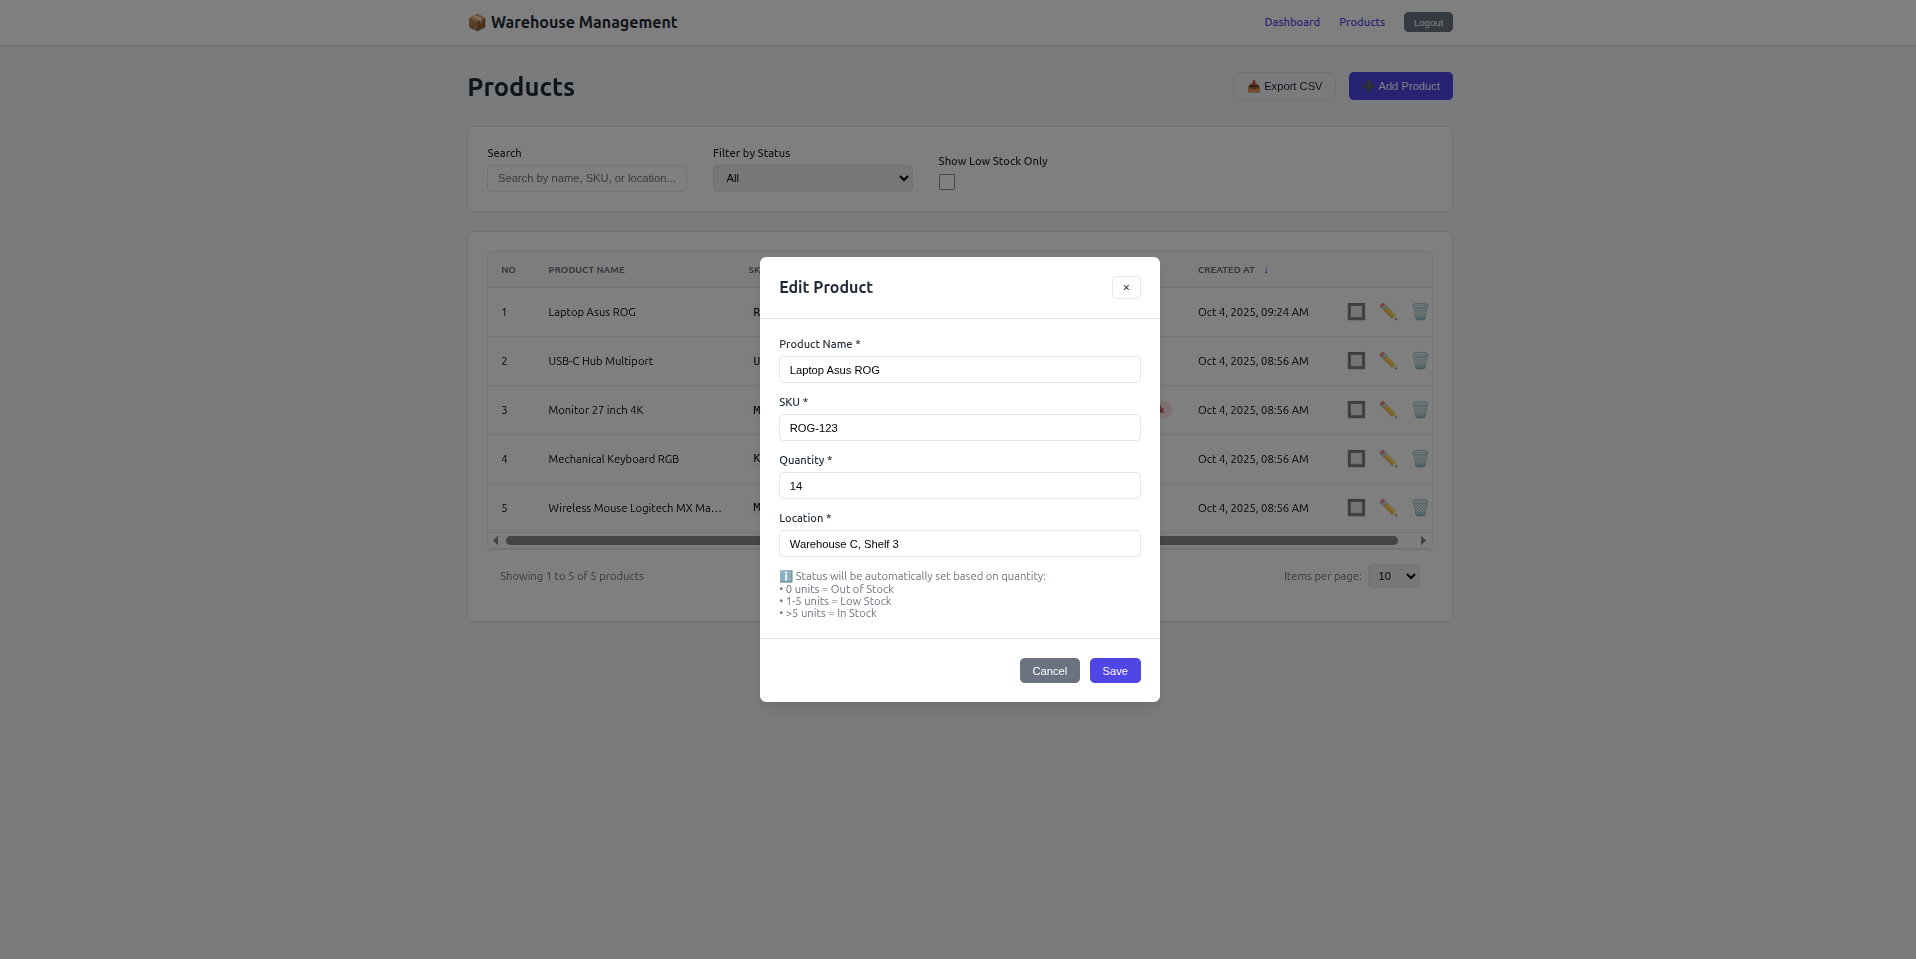 Warehouse Management
Dashboard
Products
Logout
Products
Export CSV
Add Product
Search
Filter by Status
Show Low Stock Only
Search by name, SKU, or location...
All
NO
PRODUCT NAME
CREATED AT ↓
1
Laptop Asus ROG
Oct 4, 2025, 09:24 AM
2
USB-C Hub Multiport
Oct 4, 2025, 08:56 AM
3
Monitor 27 inch 4K
Oct 4, 2025, 08:56 AM
4
Mechanical Keyboard RGB
Oct 4, 2025, 08:56 AM
5
Wireless Mouse Logitech MX Ma...
Oct 4, 2025, 08:56 AM
Showing 1 to 5 of 5 products
Items per page:
10
Edit Product
×
Product Name *
Laptop Asus ROG
SKU *
ROG-123
Quantity *
14
Location *
Warehouse C, Shelf 3
ℹ️ Status will be automatically set based on quantity:
• 0 units = Out of Stock
• 1-5 units = Low Stock
• >5 units = In Stock
Cancel
Save